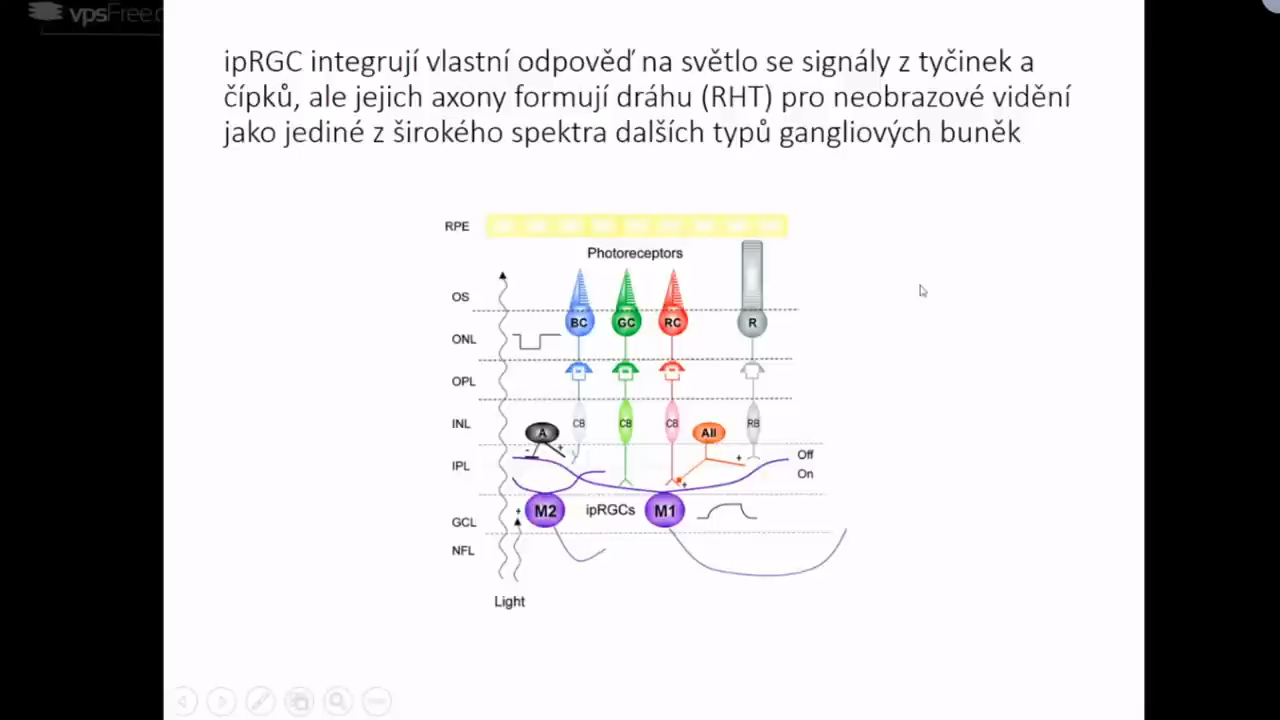 vpsFree.c
ipRGC integrují vlastní odpověď na světlo se signály z tyčinek a
čípků, ale jejich axony formují dráhu (RHT) pro neobrazové vidění
jako jediné z širokého spektra dalších typů gangliových buněk
RPE
Photoreceptors
OS
BC GC RC R
ONL
OPL
INL A CB CB CB AII RB
- + + Off
IPL On
+
+ M2 ipRGCs M1
GCL
NFL
Light